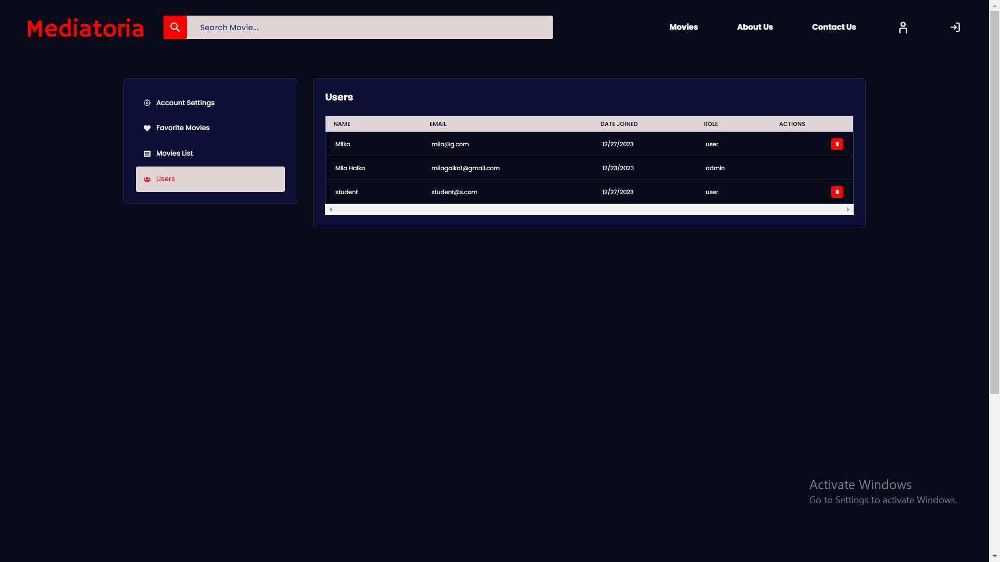 Mediatoria
Search Movie...
Movies
About Us
Contact Us
Account Settings
Favorite Movies
Movies List
Users
Users
NAME EMAIL DATE JOINED ROLE ACTIONS
Milka mila@g.com 12/27/2023 user
Mila Halko milagalko1@gmail.com 12/23/2023 admin
student student@s.com 12/27/2023 user
Activate Windows
Go to Settings to activate Windows.